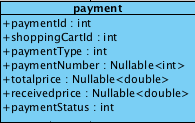 payment
+paymentId : int
+shoppingCartId : int
+paymentType : int
+paymentNumber : Nullable<int>
+totalprice : Nullable<double>
+receivedprice : Nullable<double>
+paymentStatus : int